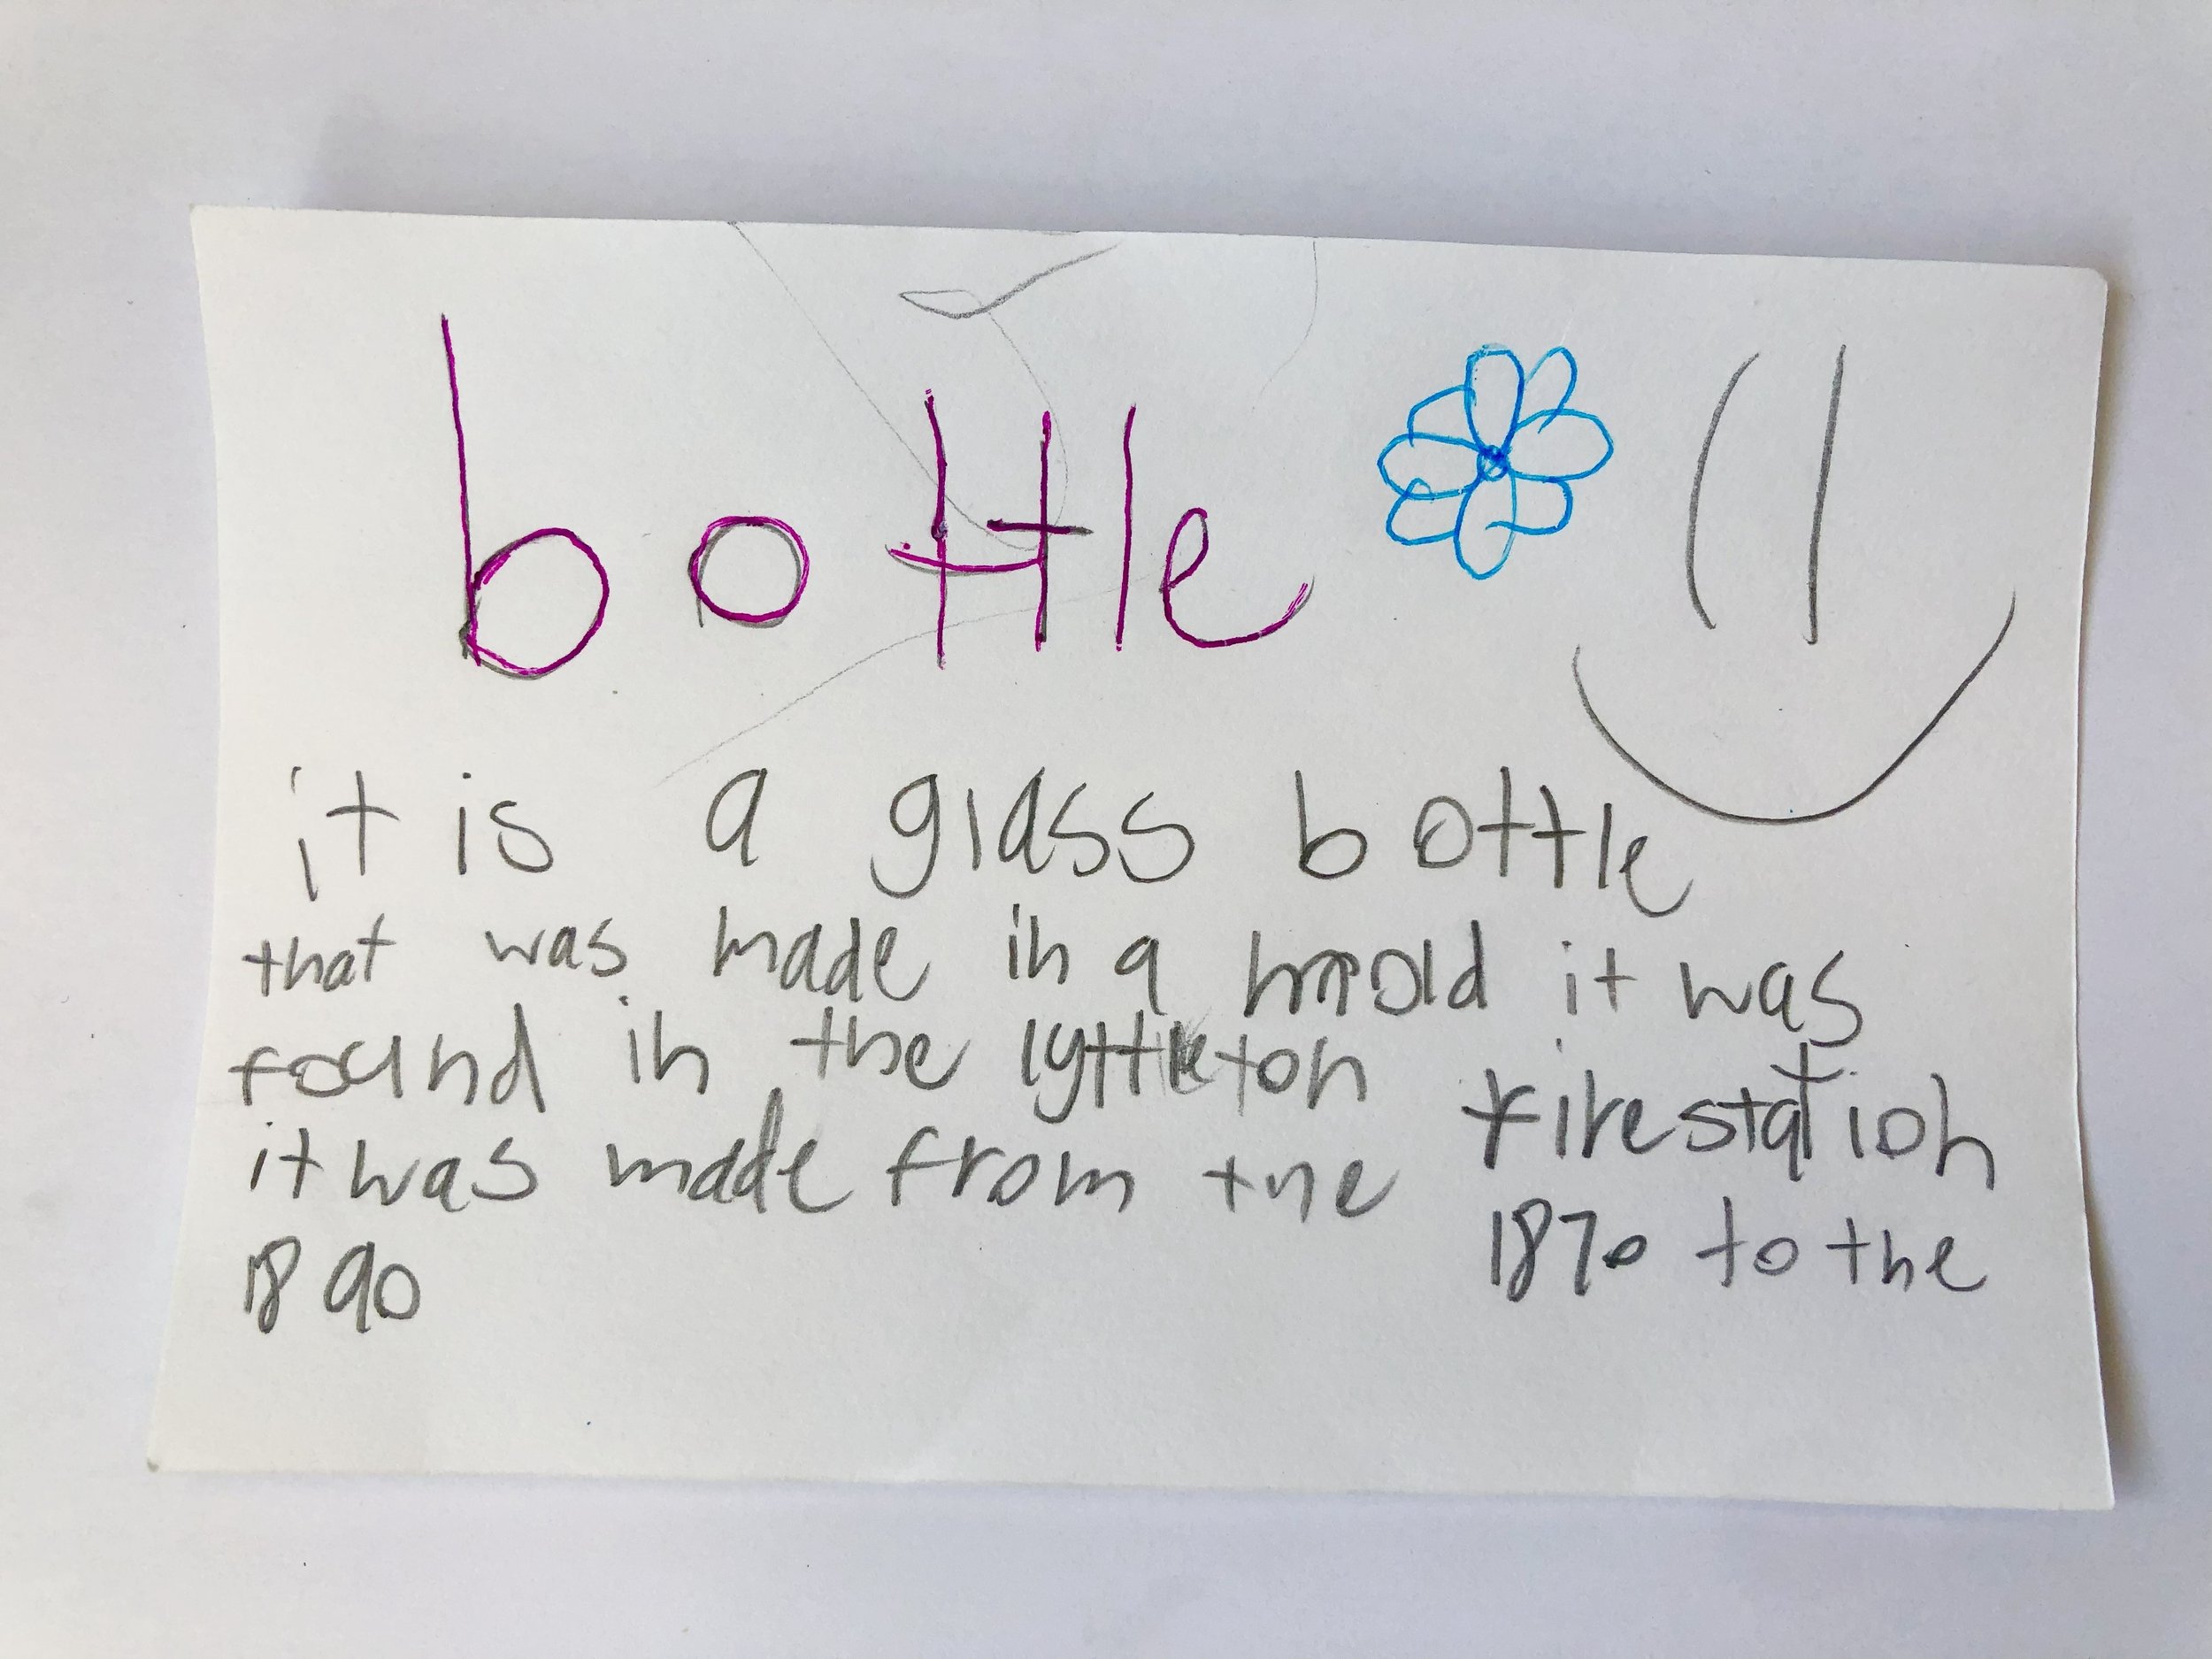 bottle
it is a glass bottle
that was made in a mold it was
found in the lyttleton firestation
it was made from the 1870 to the
1890